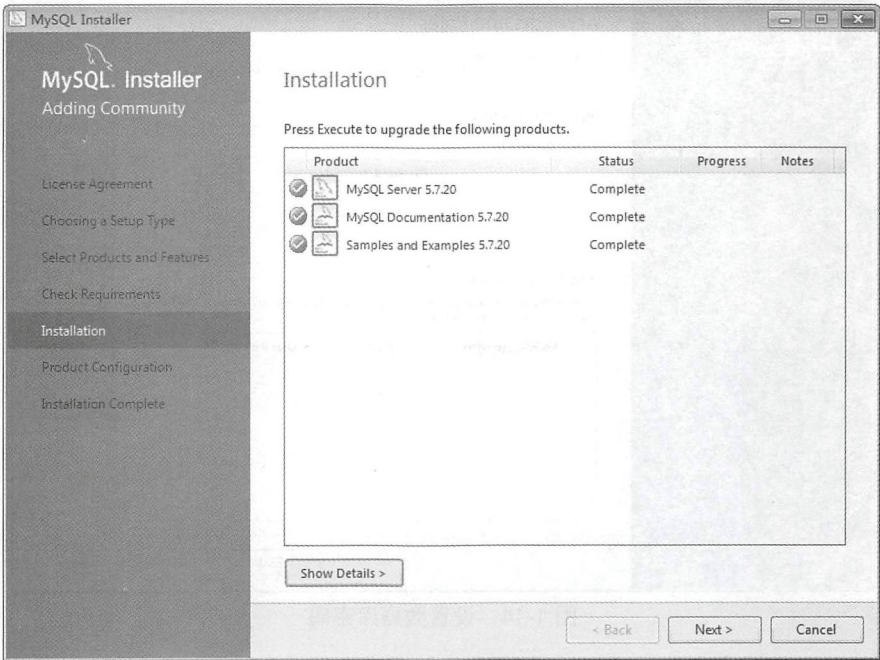 MySQL Installer
MySQL. Installer
Adding Community
License Agreement
Choosing a Setup Type
Select Products and Features
Check Requirements
Installation
Product Configuration
Installation Complete
Installation
Press Execute to upgrade the following products.
Product Status Progress Notes
MySQL Server 5.7.20 Complete
MySQL Documentation 5.7.20 Complete
Samples and Examples 5.7.20 Complete
Show Details >
< Back Next > Cancel